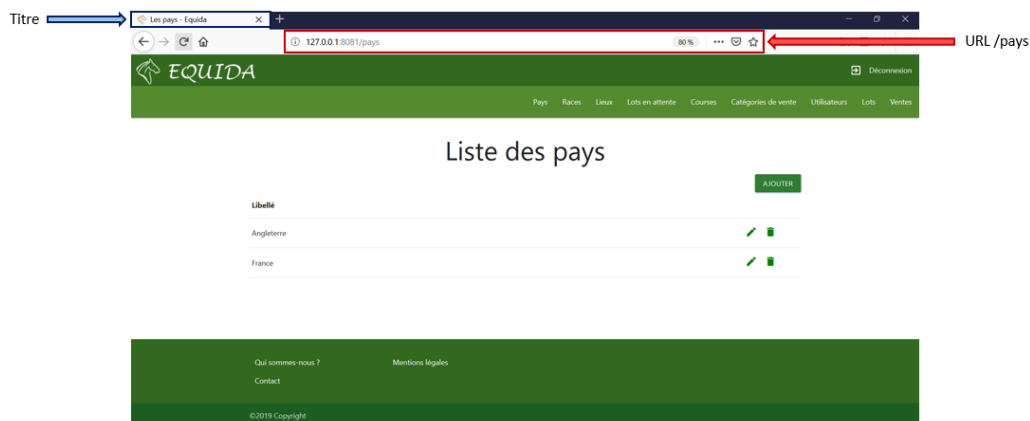 Titre
Les pays - Equida
127.0.0.1:8081/pays
80 %
URL /pays
EQUIDA
Déconnexion
Pays Races Lieux Lots en attente Courses Catégories de vente Utilisateurs Lots Ventes
Liste des pays
AJOUTER
Libellé
Angleterre
France
Qui sommes-nous ? Mentions légales
Contact
©2019 Copyright